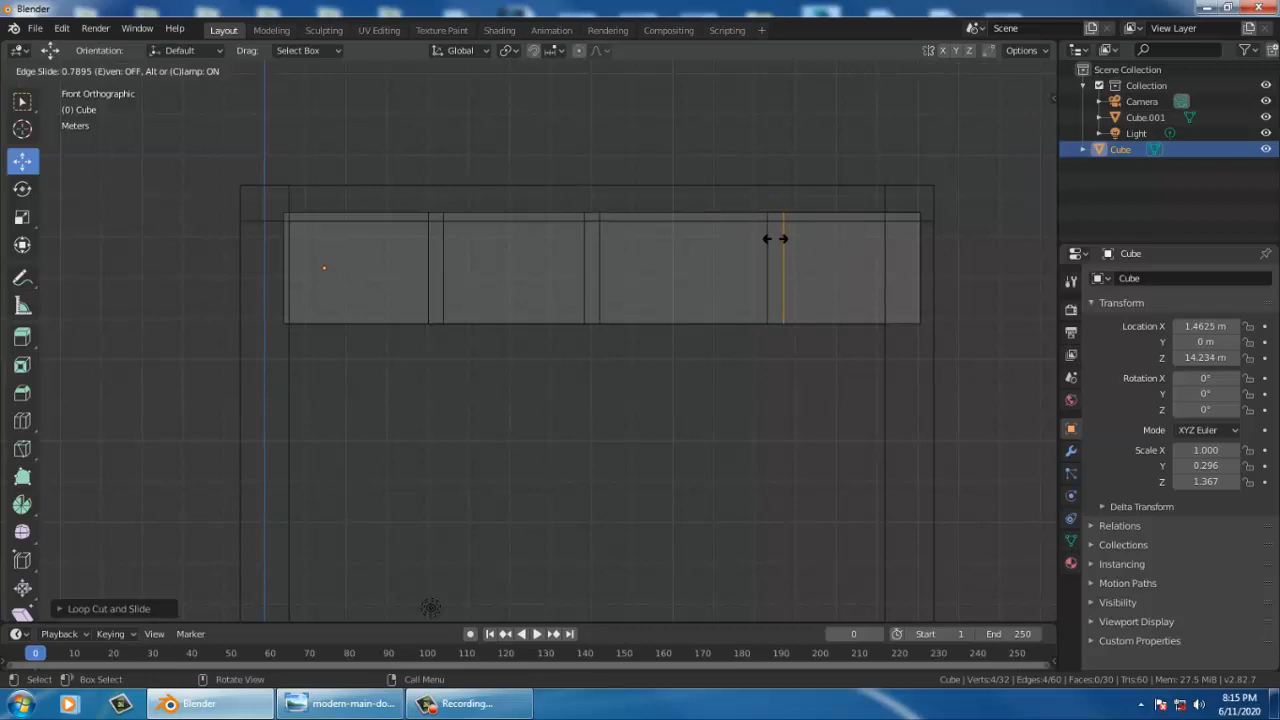 Blender
File Edit Render Window Help Layout Modeling Sculpting UV Editing Texture Paint Shading Animation Rendering Compositing Scripting + Scene View Layer
Orientation: Default Drag: Select Box Global X Y Z Options
Edge Slide: 0.7895 (E)ven: OFF, Alt or (C)lamp: ON
Front Orthographic
(0) Cube
Meters
Scene Collection
Collection
Camera
Cube.001
Light
Cube
Cube
Cube
Transform
Location X 1.4625 m
Y 0 m
Z 14.234 m
Rotation X 0°
Y 0°
Z 0°
Mode XYZ Euler
Scale X 1.000
Y 0.296
Z 1.367
Delta Transform
Relations
Collections
Instancing
Motion Paths
Visibility
Viewport Display
Custom Properties
Loop Cut and Slide
Playback Keying View Marker 0 Start 1 End 250
0 10 20 30 40 50 60 70 80 90 100 110 120 130 140 150 160 170 180 190 200 210 220 230 240 250
Select Box Select Rotate View Call Menu Cube | Verts:4/32 | Edges:4/60 | Faces:0/30 | Tris:60 | Mem: 27.5 MiB | v2.82.7
Blender modern-main-do... Recording... 8:15 PM
6/11/2020